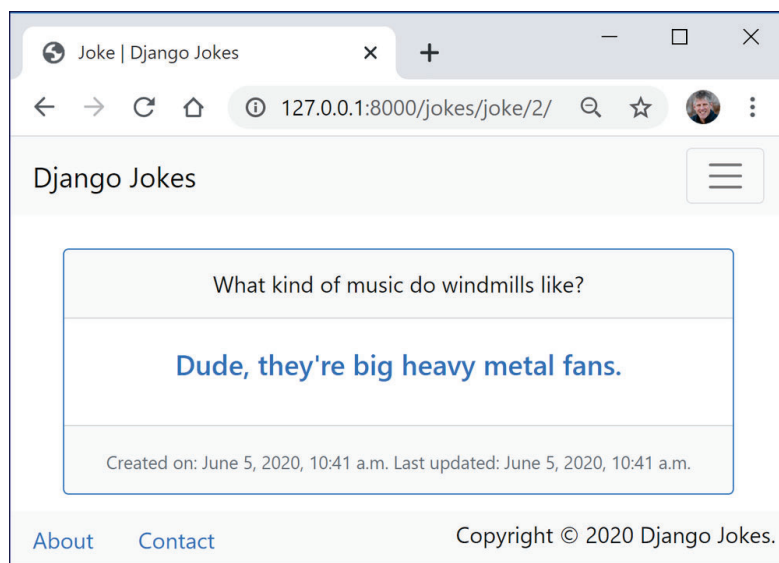 Joke | Django Jokes
127.0.0.1:8000/jokes/joke/2/
Django Jokes
What kind of music do windmills like?
Dude, they're big heavy metal fans.
Created on: June 5, 2020, 10:41 a.m. Last updated: June 5, 2020, 10:41 a.m.
About Contact Copyright © 2020 Django Jokes.